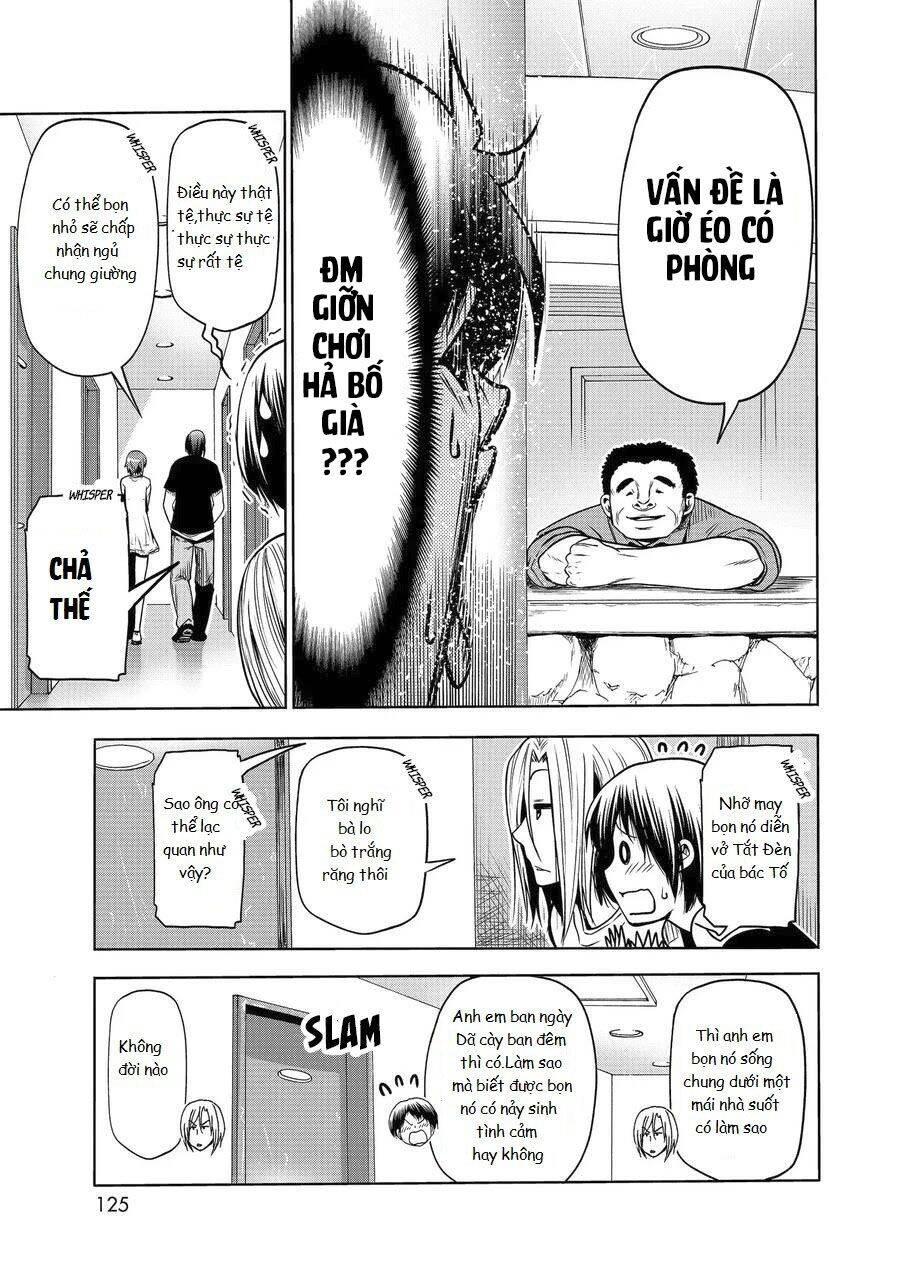 VẤN ĐỀ LÀ
GIỜ ÉO CÓ
PHÒNG
ĐM
GIỠN
CHƠI
HẢ BỐ
GIÀ
???
WHISPER
Điều này thật
tệ,thực sự tệ
thực sự thực
sự rất tệ
WHISPER
Có thể bọn
nhỏ sẽ chấp
nhận ngủ
chung giường
WHISPER
CHẢ
THẾ
WHISPER
Nhỡ may
bọn nó diễn
vở Tắt Đèn
của bác Tố
WHISPER
Tôi nghĩ
bà lo
bò trắng
răng thôi
WHISPER
Sao ông có
thể lạc
quan như
vậy?
Thì anh em
bọn nó sống
chung dưới một
mái nhà suốt
có làm sao
Anh em ban ngày
Dã cày ban đêm
thì có.Làm sao
mà biết được bọn
nó có nảy sinh
tình cảm
hay không
SLAM
Không
đời nào
125